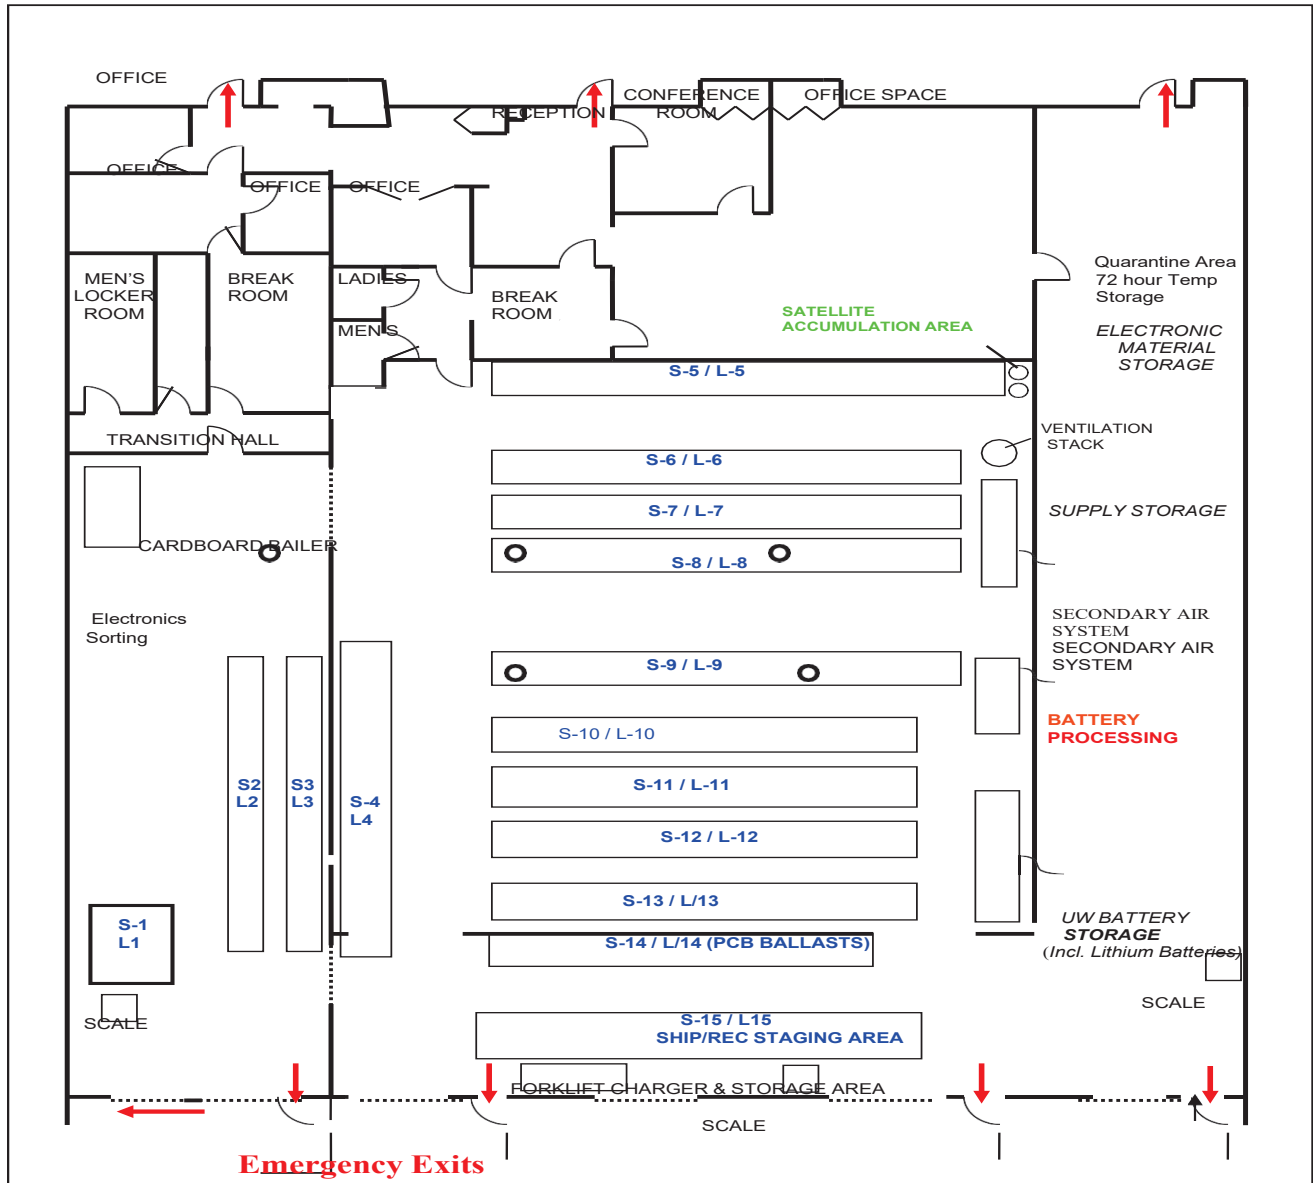 OFFICE
CONFERENCE
ROOM
OFFICE SPACE
RECEPTION
OFFICE
OFFICE
OFFICE
MEN'S
LOCKER
ROOM
BREAK
ROOM
LADIES
MEN'S
BREAK
ROOM
SATELLITE
ACCUMULATION AREA
Quarantine Area
72 hour Temp
Storage
ELECTRONIC
MATERIAL
STORAGE
S-5 / L-5
TRANSITION HALL
VENTILATION
STACK
S-6 / L-6
S-7 / L-7
SUPPLY STORAGE
CARDBOARD BAILER
S-8 / L-8
Electronics
Sorting
SECONDARY AIR
SYSTEM
SECONDARY AIR
SYSTEM
S-9 / L-9
BATTERY
PROCESSING
S-10 / L-10
S2
L2
S3
L3
S-4
L4
S-11 / L-11
S-12 / L-12
S-13 / L/13
S-1
L1
UW BATTERY
STORAGE
(Incl. Lithium Batteries)
S-14 / L/14 (PCB BALLASTS)
SCALE
SCALE
S-15 / L15
SHIP/REC STAGING AREA
FORKLIFT CHARGER & STORAGE AREA
SCALE
Emergency Exits